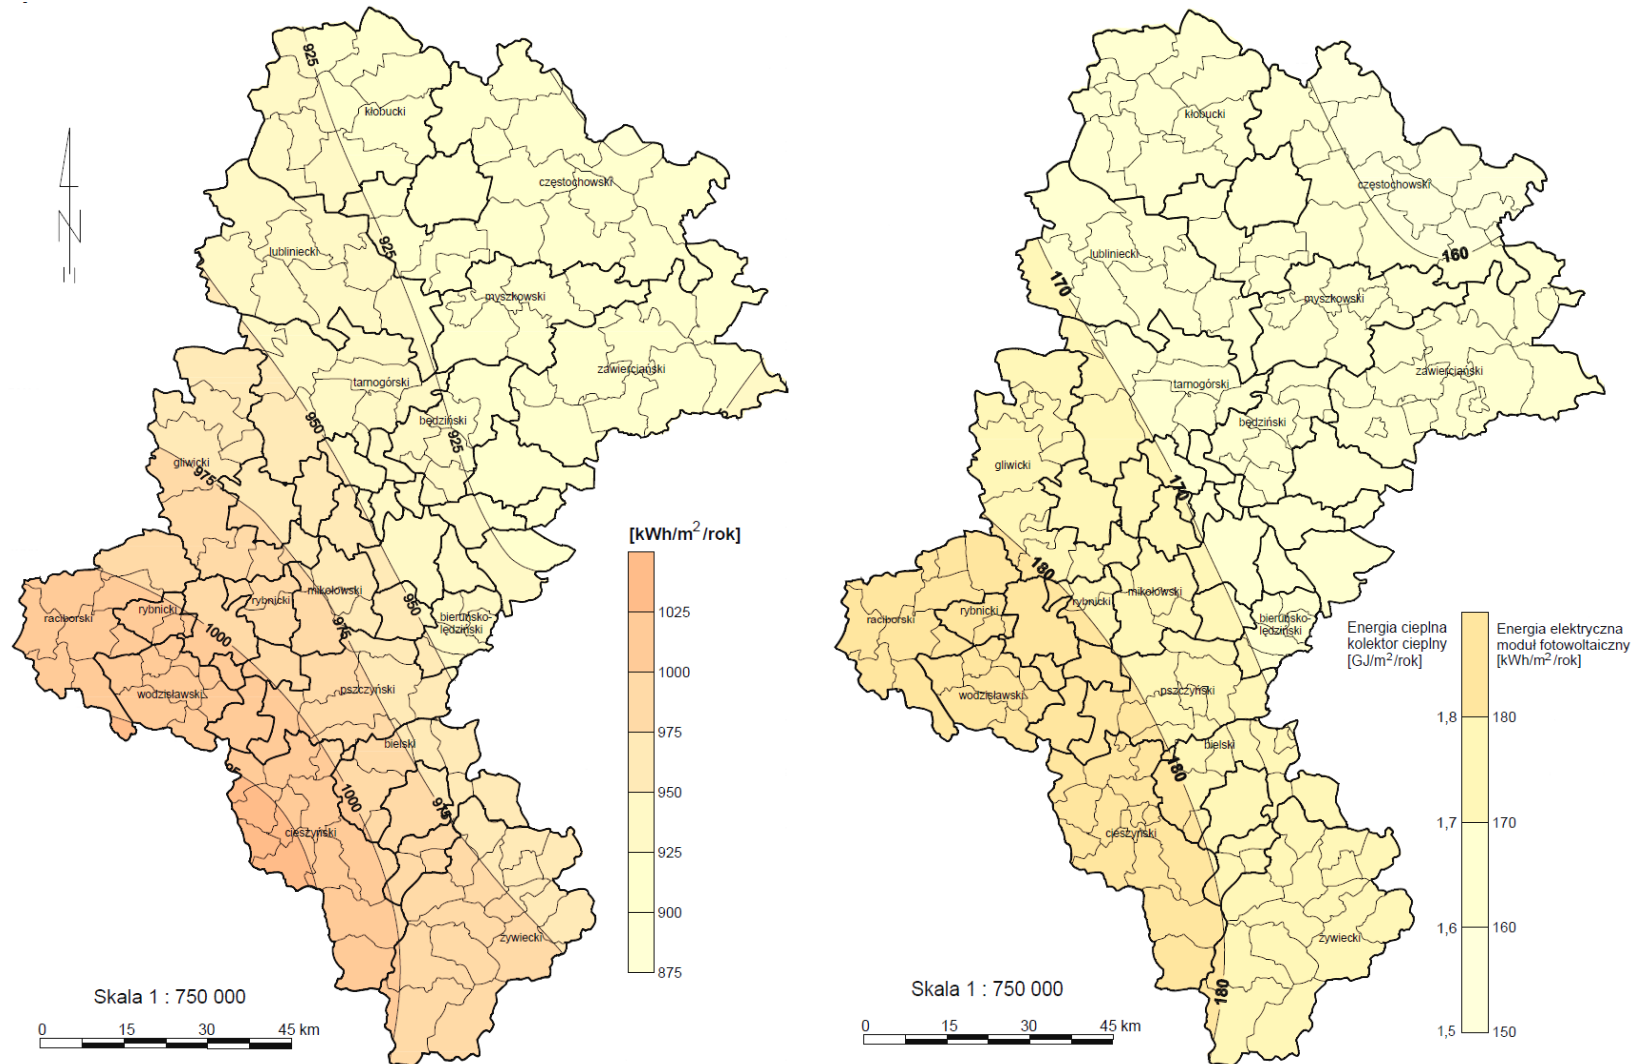 925
kłobucki
częstochowski
925
lubliniecki
myszkowski
zawierciański
tarnogórski
950
będziński
925
gliwicki
975
N
[kWh/m²/rok]
1025
1000
975
950
925
900
875
mikołowski
rybnicki
rybnicki
raciborski
950
bieruńsko-
lędziński
1000
975
pszczyński
wodzisławski
bielski
1000
975
cieszyński
żywiecki
Skala 1 : 750 000
0 15 30 45 km
kłobucki
częstochowski
160
lubliniecki
170
myszkowski
zawierciański
tarnogórski
będziński
gliwicki
170
180
mikołowski
rybnicki
rybnicki
raciborski
bieruńsko-
lędziński
pszczyński
wodzisławski
bielski
180
cieszyński
żywiecki
180
Energia cieplna
kolektor cieplny
[GJ/m²/rok]
Energia elektryczna
moduł fotowoltaiczny
[kWh/m²/rok]
1,8 180
1,7 170
1,6 160
1,5 150
Skala 1 : 750 000
0 15 30 45 km